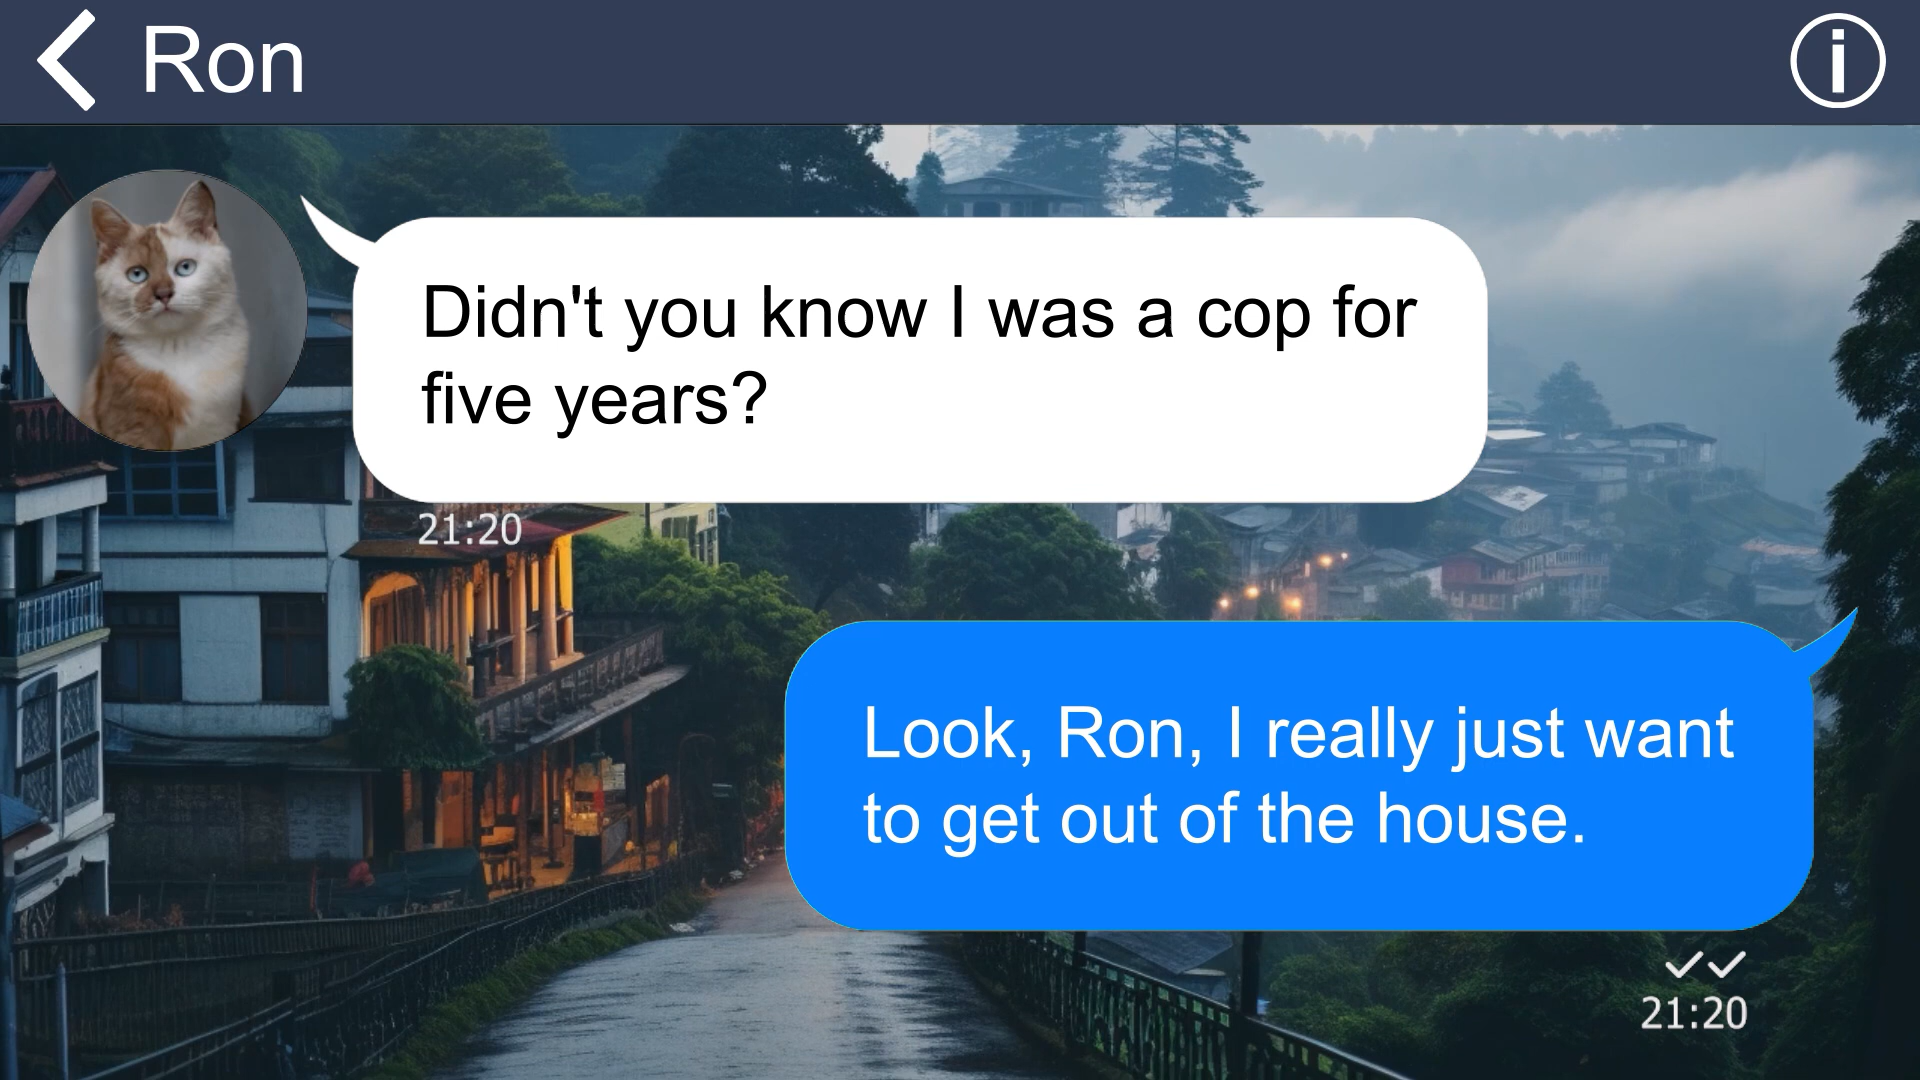 Ron
Didn't you know I was a cop for
five years?
21:20
Look, Ron, I really just want
to get out of the house.
21:20